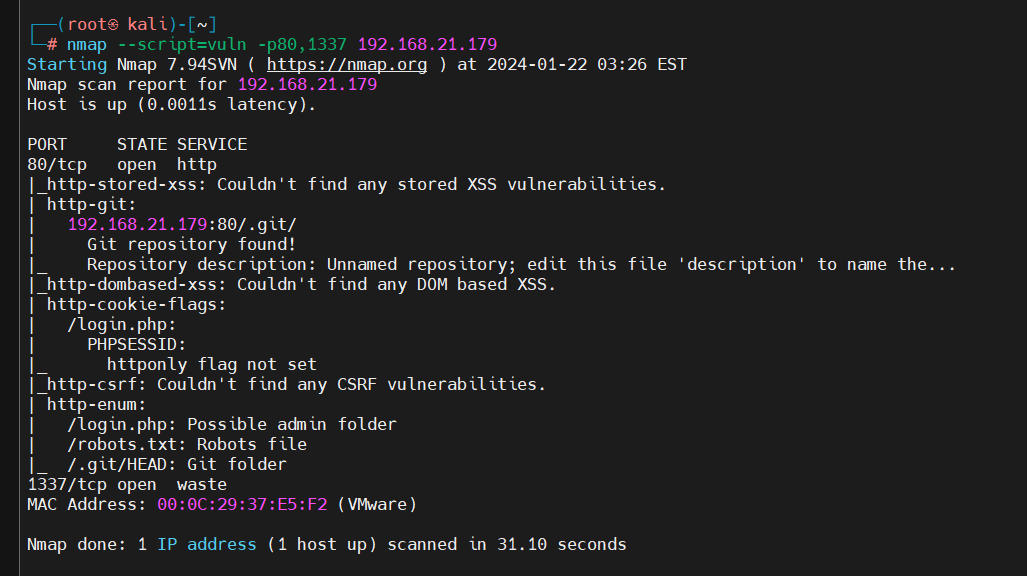 ┌──(root㉿ kali)-[~]
└─# nmap --script=vuln -p80,1337 192.168.21.179
Starting Nmap 7.94SVN ( https://nmap.org ) at 2024-01-22 03:26 EST
Nmap scan report for 192.168.21.179
Host is up (0.0011s latency).

PORT     STATE SERVICE
80/tcp   open  http
|_http-stored-xss: Couldn't find any stored XSS vulnerabilities.
| http-git:
|   192.168.21.179:80/.git/
|     Git repository found!
|_    Repository description: Unnamed repository; edit this file 'description' to name the...
|_http-dombased-xss: Couldn't find any DOM based XSS.
| http-cookie-flags:
|   /login.php:
|     PHPSESSID:
|_      httponly flag not set
|_http-csrf: Couldn't find any CSRF vulnerabilities.
| http-enum:
|   /login.php: Possible admin folder
|   /robots.txt: Robots file
|_  /.git/HEAD: Git folder
1337/tcp open  waste
MAC Address: 00:0C:29:37:E5:F2 (VMware)

Nmap done: 1 IP address (1 host up) scanned in 31.10 seconds